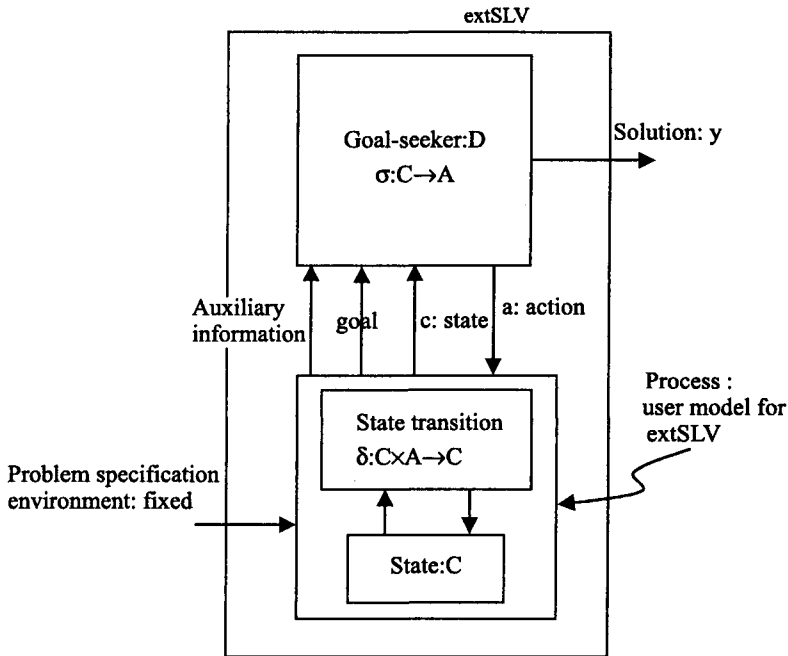 extSLV
Goal-seeker:D
σ:C→A
Solution: y
Auxiliary
information
goal
c: state
a: action
Process :
user model for
extSLV
State transition
δ:C×A→C
Problem specification
environment: fixed
State:C